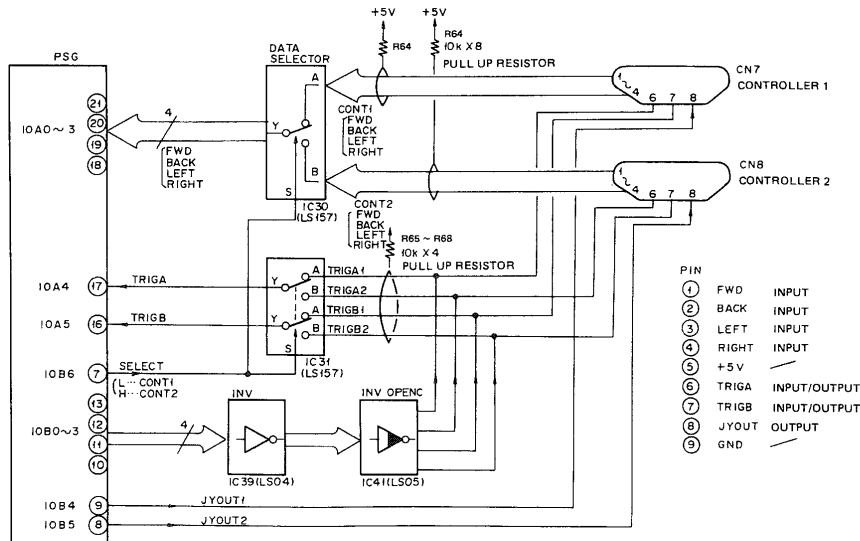 +5V
+5V
R64
R64
10k X 8
PULL UP RESISTOR
PSG
DATA
SELECTOR
CN7
CONTROLLER 1
1~4
6 7 8
21
20
19
18
IOA0~3
4
FWD
BACK
LEFT
RIGHT
A
Y
B
S
CONT1
FWD
BACK
LEFT
RIGHT
IC30
(LS157)
CN8
CONTROLLER 2
1~4
6 7 8
CONT2
FWD
BACK
LEFT
RIGHT
R65~R68
10k X 4
PULL UP RESISTOR
IOA4
17
TRIGA
Y
A
TRIGA1
B
TRIGA2
IOA5
16
TRIGB
Y
A
TRIGB1
B
TRIGB2
S
IC31
(LS157)
IOB6
7
SELECT
L···CONT1
H···CONT2
IOB0~3
13
12
11
10
4
INV
IC39(LS04)
INV OPENC
IC41(LS05)
IOB4
9
JYOUT1
IOB5
8
JYOUT2
PIN
1 FWD INPUT
2 BACK INPUT
3 LEFT INPUT
4 RIGHT INPUT
5 +5V
6 TRIGA INPUT/OUTPUT
7 TRIGB INPUT/OUTPUT
8 JYOUT OUTPUT
9 GND